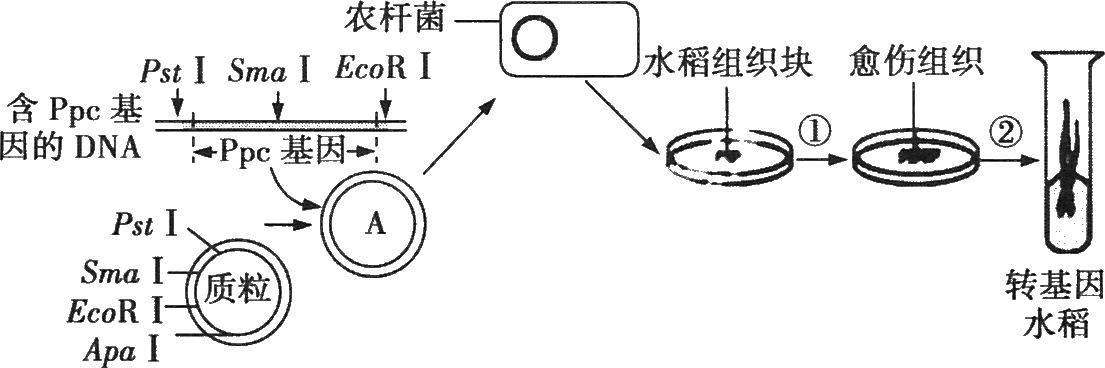 农杆菌
Pst Ⅰ Sma Ⅰ EcoR Ⅰ
水稻组织块
愈伤组织
含 Ppc 基
因的 DNA
Ppc 基因
①
②
A
Pst Ⅰ
Sma Ⅰ
EcoR Ⅰ
Apa Ⅰ
质粒
转基因
水稻